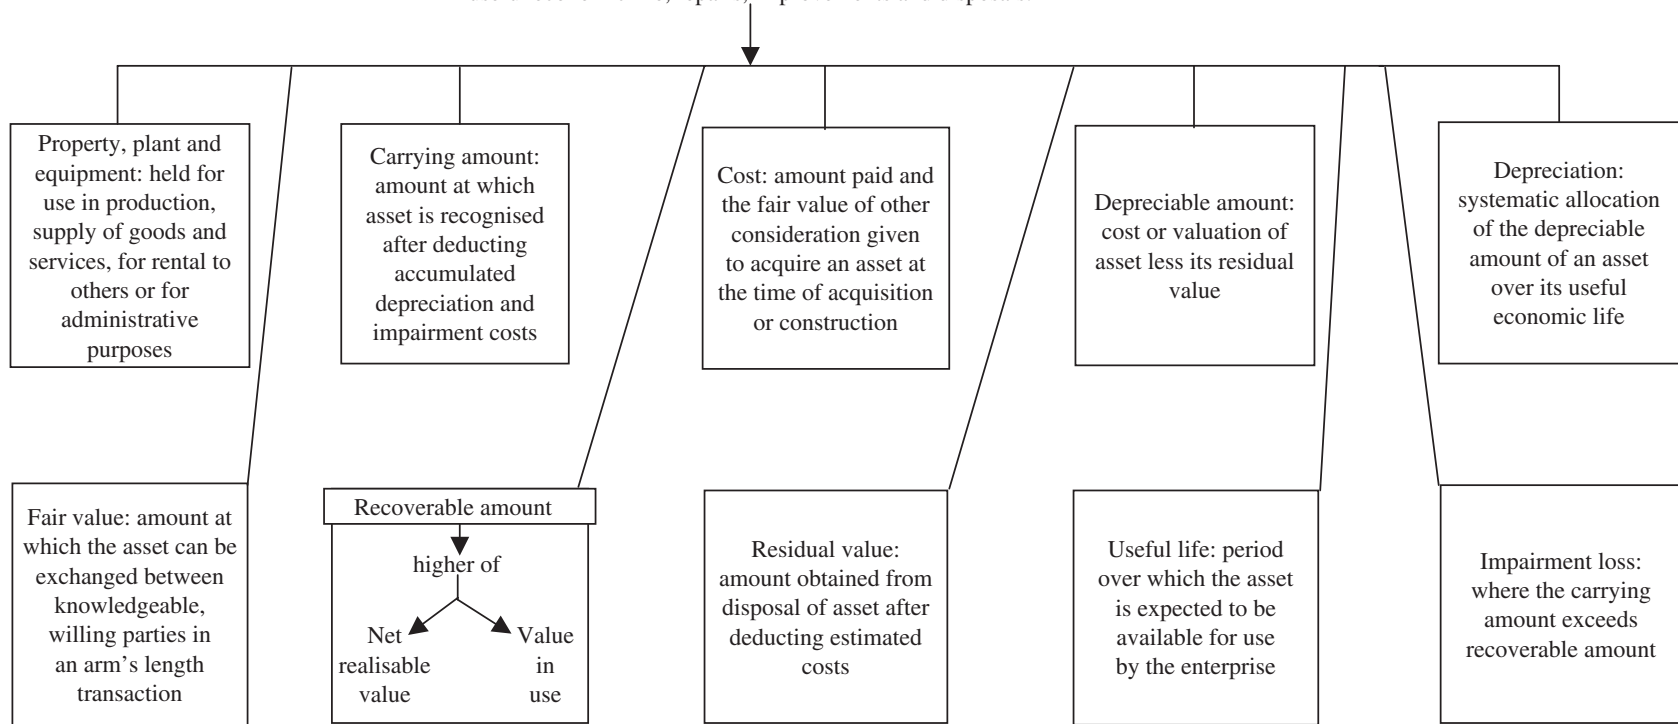 Property, plant and
equipment: held for
use in production,
supply of goods and
services, for rental to
others or for
administrative
purposes
Carrying amount:
amount at which
asset is recognised
after deducting
accumulated
depreciation and
impairment costs
Cost: amount paid and
the fair value of other
consideration given
to acquire an asset at
the time of acquisition
or construction
Depreciable amount:
cost or valuation of
asset less its residual
value
Depreciation:
systematic allocation
of the depreciable
amount of an asset
over its useful
economic life
Fair value: amount at
which the asset can be
exchanged between
knowledgeable,
willing parties in
an arm's length
transaction
Recoverable amount
higher of
Net
realisable
value
Value
in
use
Residual value:
amount obtained from
disposal of asset after
deducting estimated
costs
Useful life: period
over which the asset
is expected to be
available for use
by the enterprise
Impairment loss:
where the carrying
amount exceeds
recoverable amount